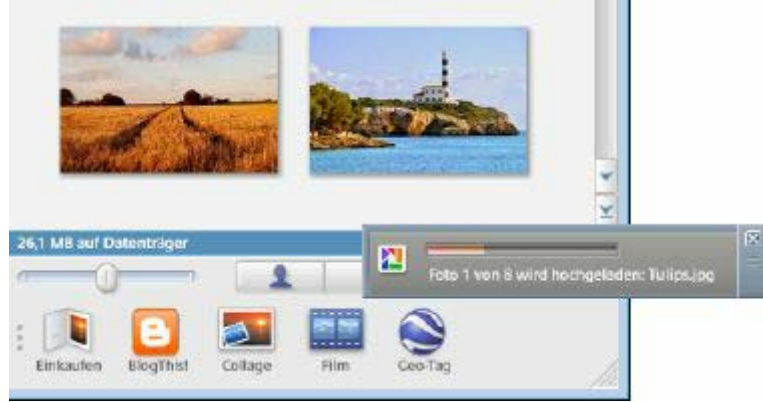 26,1 MB auf Datenträger
Foto 1 von 8 wird hochgeladen: Tulips.jpg
Einkaufen
BlogThis!
Collage
Film
Geo-Tag